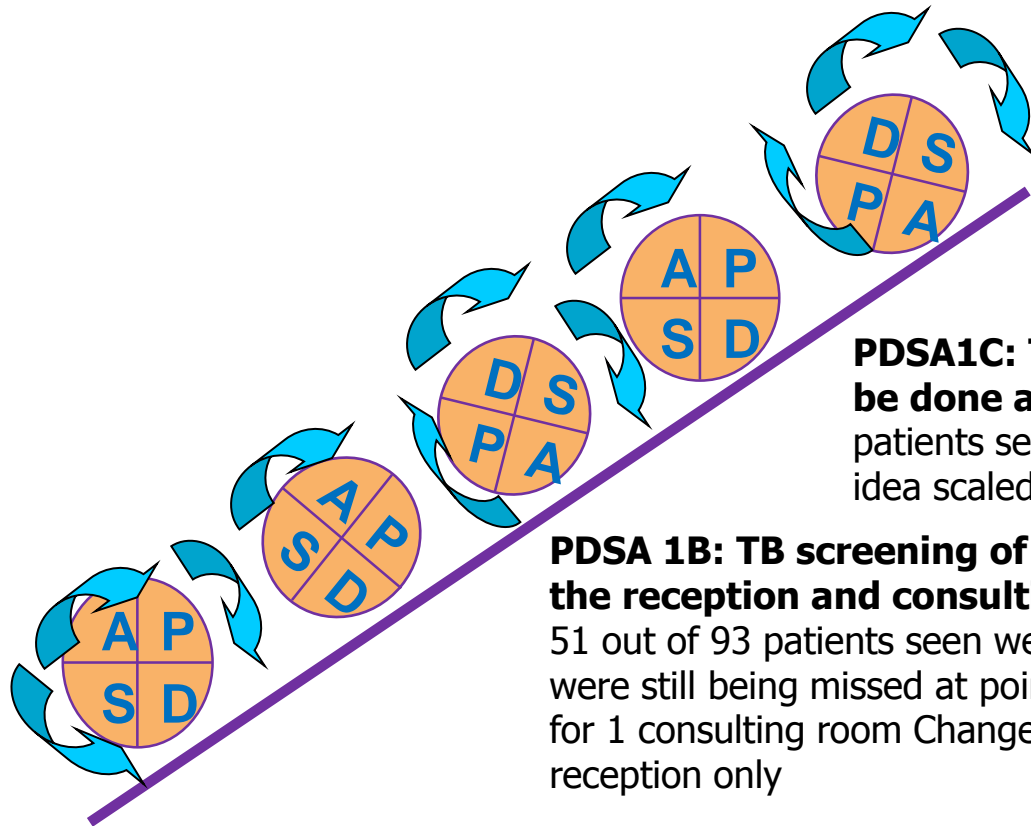 D S
P A
A P
S D
D S
P A
A P
S D
A P
S D
PDSA1C:
be done a
patients se
idea scaled
PDSA 1B: TB screening of
the reception and consult
51 out of 93 patients seen we
were still being missed at poi
for 1 consulting room Change
reception only